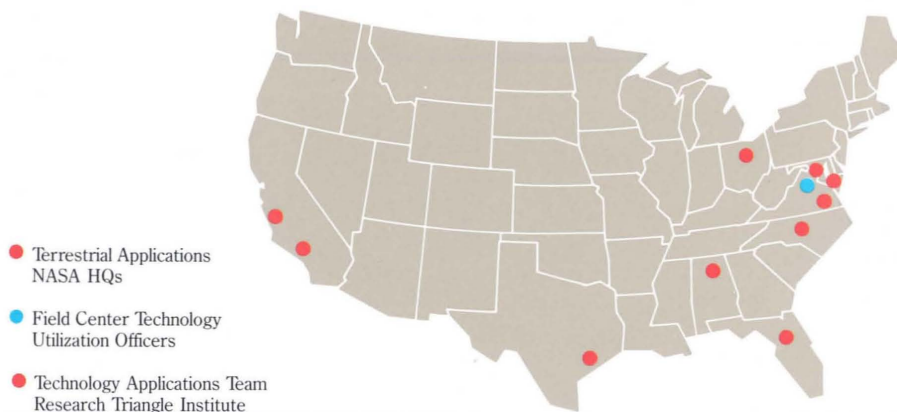 Terrestrial Applications
NASA HQs
Field Center Technology
Utilization Officers
Technology Applications Team
Research Triangle Institute